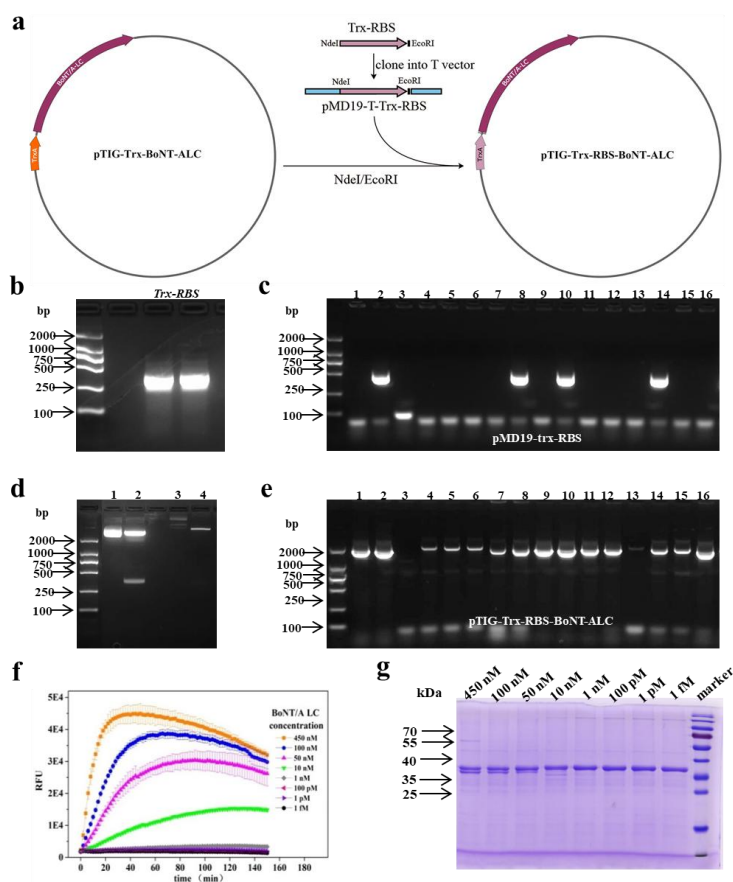 a
Trx-RBS
NdeI EcoRI
clone into T vector
NdeI EcoRI
pMD19-T-Trx-RBS
BoNT/A-LC
TrxA
pTIG-Trx-BoNT-ALC
NdeI/EcoRI
BoNT/A-LC
TrxA
pTIG-Trx-RBS-BoNT-ALC
b
Trx-RBS
bp
2000
1000
750
500
250
100
c
1 2 3 4 5 6 7 8 9 10 11 12 13 14 15 16
bp
2000
1000
750
500
250
100
pMD19-trx-RBS
d
1 2 3 4
bp
2000
1000
750
500
250
100
e
1 2 3 4 5 6 7 8 9 10 11 12 13 14 15 16
bp
2000
1000
750
500
250
100
pTIG-Trx-RBS-BoNT-ALC
f
5E4
4E4
3E4
2E4
1E4
0
RFU
BoNT/A LC
concentration
450 nM
100 nM
50 nM
10 nM
1 nM
100 pM
1 pM
1 fM
0 20 40 60 80 100 120 140 160 180
time （min）
g
450 nM 100 nM 50 nM 10 nM 1 nM 100 pM 1 pM 1 fM marker
kDa
70
55
40
35
25